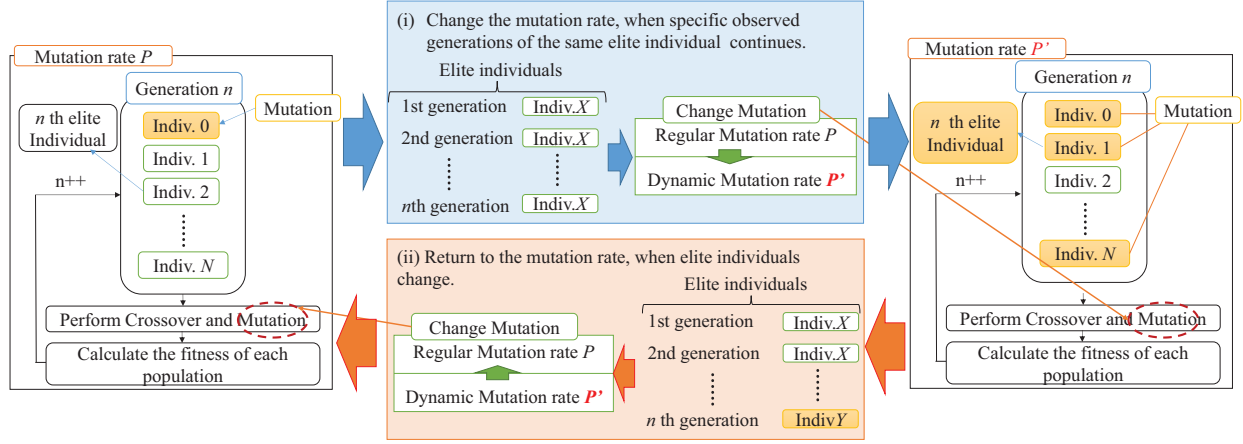 Mutation rate P
Generation n
n th elite
Individual
Mutation
Indiv. 0
Indiv. 1
Indiv. 2
Indiv. N
n++
Perform Crossover and Mutation
Calculate the fitness of each
population
(i) Change the mutation rate, when specific observed
generations of the same elite individual continues.
Elite individuals
1st generation Indiv.X
2nd generation Indiv.X
nth generation Indiv.X
Change Mutation
Regular Mutation rate P
Dynamic Mutation rate P’
(ii) Return to the mutation rate, when elite individuals
change.
Elite individuals
1st generation Indiv.X
2nd generation Indiv.X
n th generation IndivY
Change Mutation
Regular Mutation rate P
Dynamic Mutation rate P’
Mutation rate P’
Generation n
n th elite
Individual
Mutation
Indiv. 0
Indiv. 1
Indiv. 2
Indiv. N
n++
Perform Crossover and Mutation
Calculate the fitness of each
population